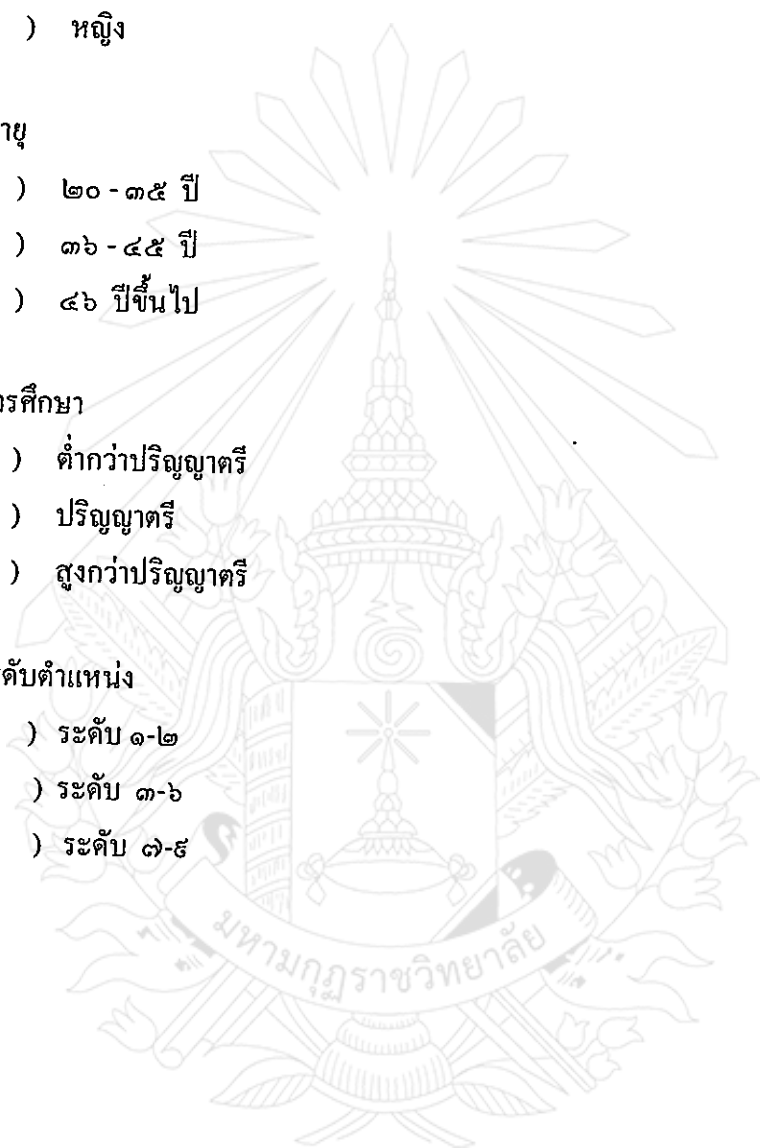 ) หญิง
ายุ
) ๒๐ - ๓๕ ปี
) ๓๖ - ๔๕ ปี
) ๔๖ ปีขึ้นไป
ารศึกษา
) ต่ำกว่าปริญญาตรี
) ปริญญาตรี
) สูงกว่าปริญญาตรี
ะดับตำแหน่ง
) ระดับ ๑-๒
) ระดับ ๓-๖
) ระดับ ๗-๙
มหามกุฏราชวิทยาลัย